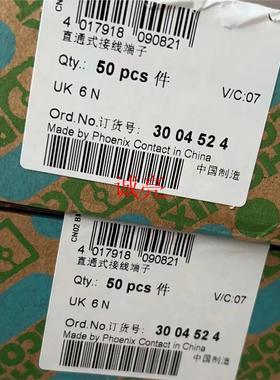 4 017918 090821
直通式接线端子
Qty.: 50 pcs 件
V/C:07
UK 6 N
Ord.No.订货号: 30 04 52 4
Made by Phoenix Contact in China
中国制造
诚亮
CN02 B
4 017918 090821
直通式接线端子
Qty.: 50 pcs 件
V/C:07
UK 6 N
Ord.No.订货号: 30 04 52 4
Made by Phoenix Contact in China
中国制造